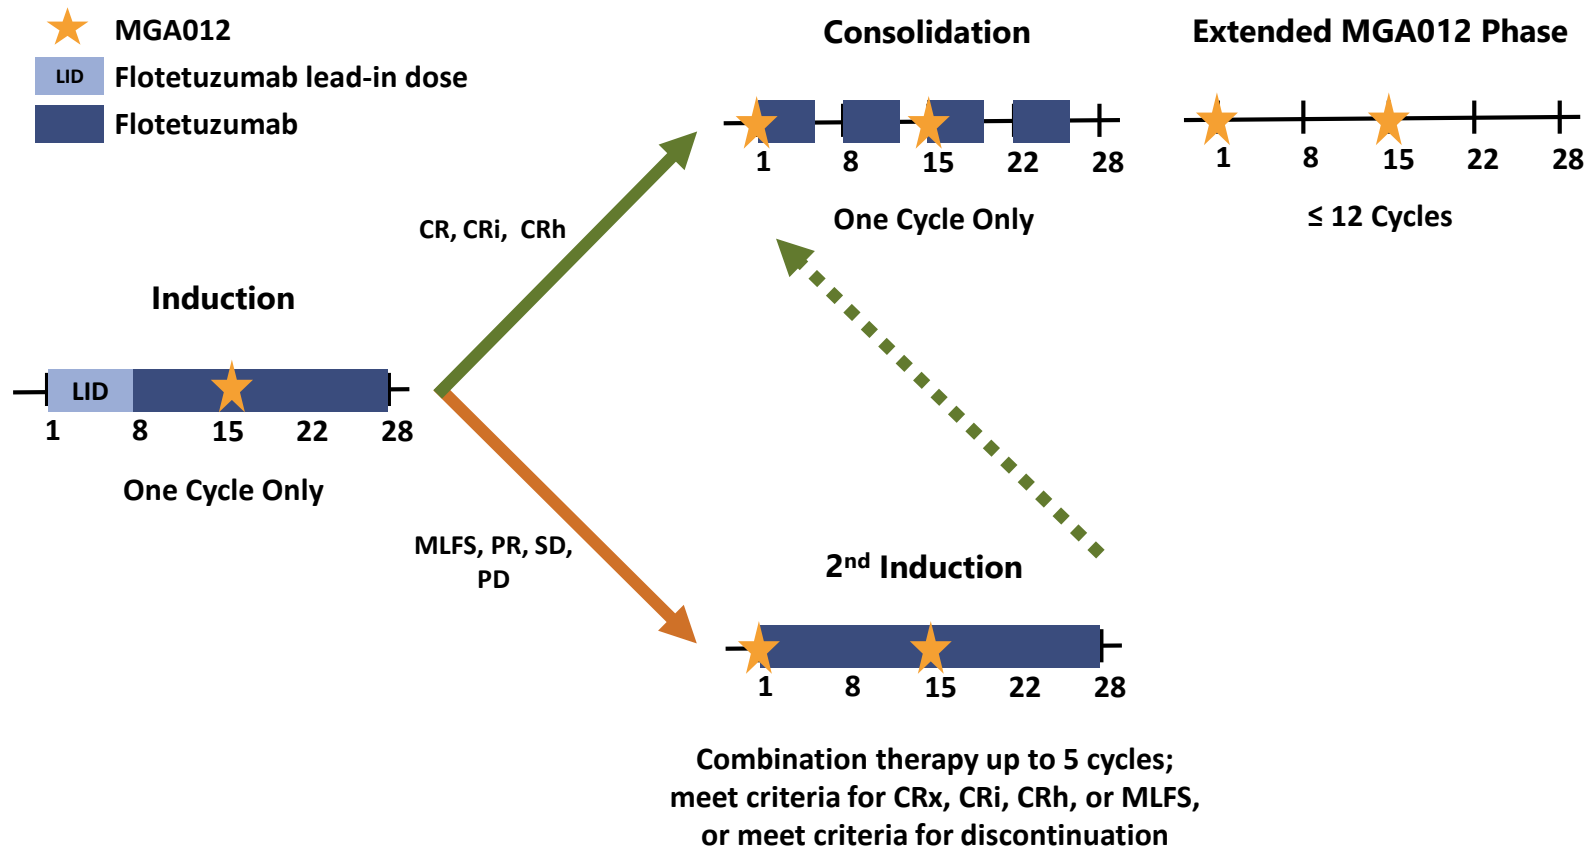 MGA012
LID
Flotetuzumab lead-in dose
Flotetuzumab
Consolidation
1 8 15 22 28
One Cycle Only
Extended MGA012 Phase
1 8 15 22 28
≤ 12 Cycles
CR, CRi, CRh
Induction
LID
1 8 15 22 28
One Cycle Only
MLFS, PR, SD,
PD
2nd Induction
1 8 15 22 28
Combination therapy up to 5 cycles;
meet criteria for CRx, CRi, CRh, or MLFS,
or meet criteria for discontinuation